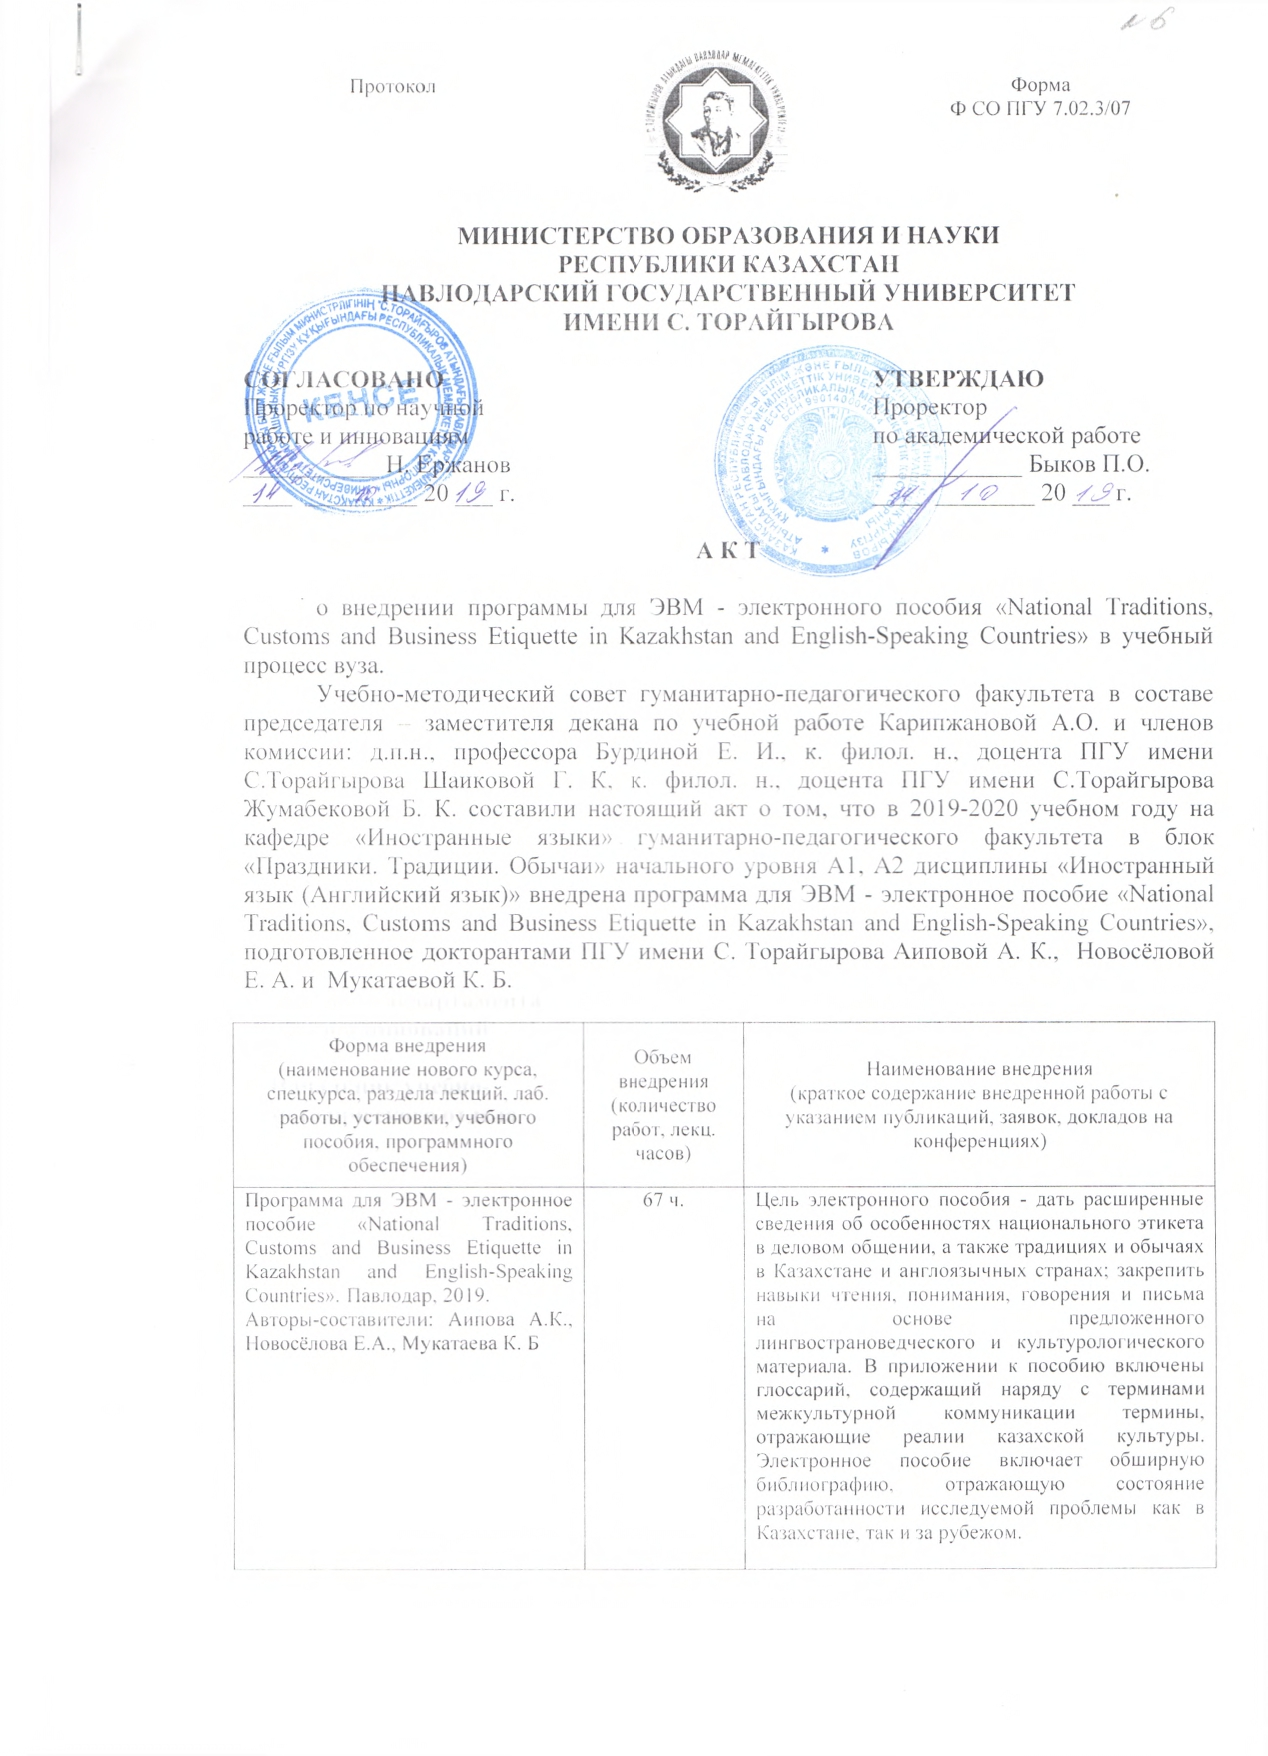 № 6
Протокол
Форма
Ф СО ПГУ 7.02.3/07
МИНИСТЕРСТВО ОБРАЗОВАНИЯ И НАУКИ
РЕСПУБЛИКИ КАЗАХСТАН
ПАВЛОДАРСКИЙ ГОСУДАРСТВЕННЫЙ УНИВЕРСИТЕТ
ИМЕНИ С. ТОРАЙГЫРОВА
СОГЛАСОВАНО
Проректор по научной
работе и инновациям
Н. Ержанов
14 20 19 г.
КЕҢСЕ
УТВЕРЖДАЮ
Проректор
по академической работе
Быков П.О.
14 10 20 19 г.
А К Т
о внедрении программы для ЭВМ - электронного пособия «National Traditions,
Customs and Business Etiquette in Kazakhstan and English-Speaking Countries» в учебный
процесс вуза.
Учебно-методический совет гуманитарно-педагогического факультета в составе
председателя – заместителя декана по учебной работе Карипжановой А.О. и членов
комиссии: д.п.н., профессора Бурдиной Е. И., к. филол. н., доцента ПГУ имени
С.Торайгырова Шаиковой Г. К. к. филол. н., доцента ПГУ имени С.Торайгырова
Жумабековой Б. К. составили настоящий акт о том, что в 2019-2020 учебном году на
кафедре «Иностранные языки» гуманитарно-педагогического факультета в блок
«Праздники. Традиции. Обычаи» начального уровня А1, А2 дисциплины «Иностранный
язык (Английский язык)» внедрена программа для ЭВМ - электронное пособие «National
Traditions, Customs and Business Etiquette in Kazakhstan and English-Speaking Countries»,
подготовленное докторантами ПГУ имени С. Торайгырова Аиповой А. К., Новосёловой
Е. А. и Мукатаевой К. Б.
Форма внедрения
(наименование нового курса,
спецкурса, раздела лекций, лаб.
работы, установки, учебного
пособия, программного
обеспечения)
Объем
внедрения
(количество
работ, лекц.
часов)
Наименование внедрения
(краткое содержание внедренной работы с
указанием публикаций, заявок, докладов на
конференциях)
Программа для ЭВМ - электронное
пособие «National Traditions,
Customs and Business Etiquette in
Kazakhstan and English-Speaking
Countries». Павлодар, 2019.
Авторы-составители: Аипова А.К.,
Новосёлова Е.А., Мукатаева К. Б
67 ч.
Цель электронного пособия - дать расширенные
сведения об особенностях национального этикета
в деловом общении, а также традициях и обычаях
в Казахстане и англоязычных странах; закрепить
навыки чтения, понимания, говорения и письма
на основе предложенного
лингвострановедческого и культурологического
материала. В приложении к пособию включены
глоссарий, содержащий наряду с терминами
межкультурной коммуникации термины,
отражающие реалии казахской культуры.
Электронное пособие включает обширную
библиографию, отражающую состояние
разработанности исследуемой проблемы как в
Казахстане, так и за рубежом.